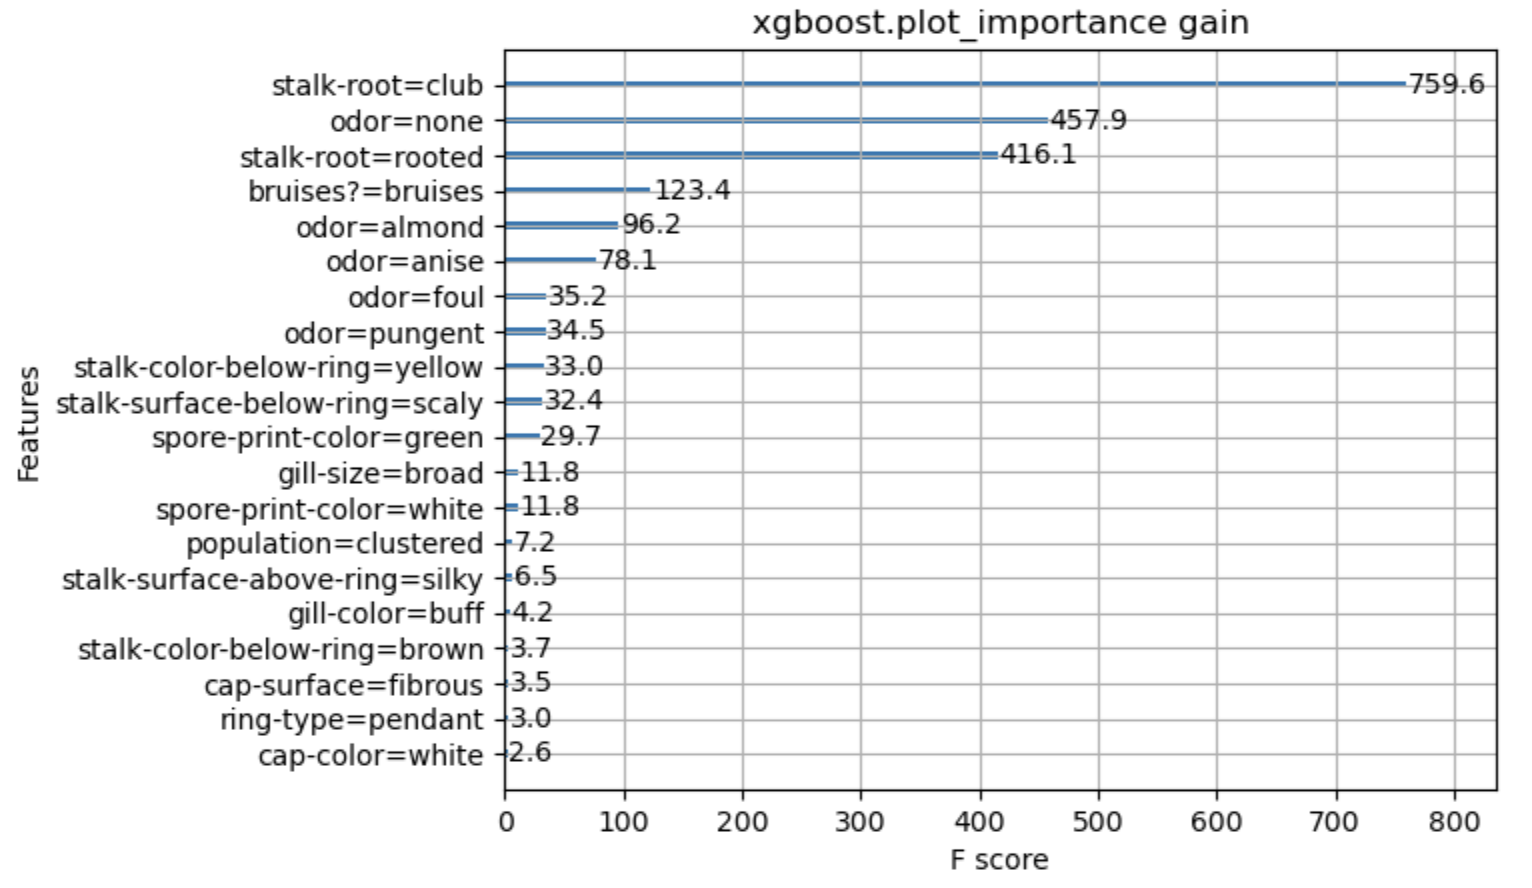 xgboost.plot_importance gain
stalk-root=club 759.6
odor=none 457.9
stalk-root=rooted 416.1
bruises?=bruises 123.4
odor=almond 96.2
odor=anise 78.1
odor=foul 35.2
odor=pungent 34.5
stalk-color-below-ring=yellow 33.0
stalk-surface-below-ring=scaly 32.4
spore-print-color=green 29.7
gill-size=broad 11.8
spore-print-color=white 11.8
population=clustered 7.2
stalk-surface-above-ring=silky 6.5
gill-color=buff 4.2
stalk-color-below-ring=brown 3.7
cap-surface=fibrous 3.5
ring-type=pendant 3.0
cap-color=white 2.6
Features
0 100 200 300 400 500 600 700 800
F score